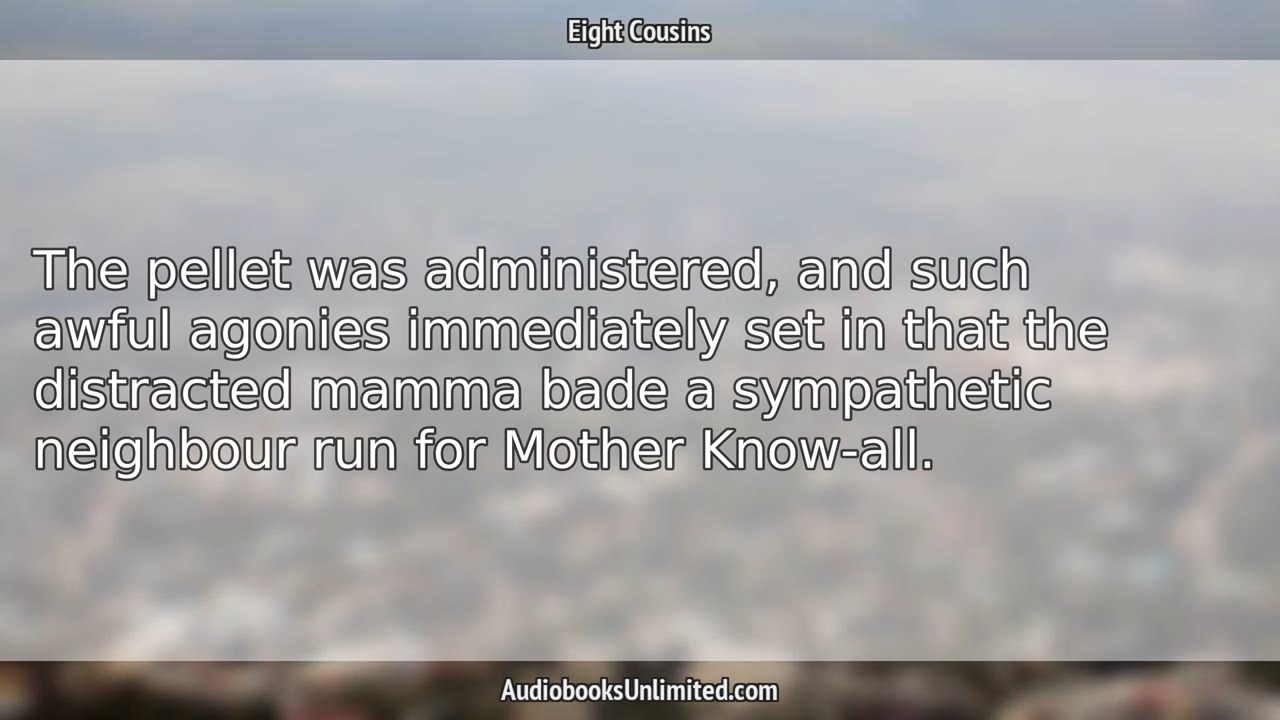 Eight Cousins
The pellet was administered, and such
awful agonies immediately set in that the
distracted mamma bade a sympathetic
neighbour run for Mother Know-all.
AudiobooksUnlimited.com